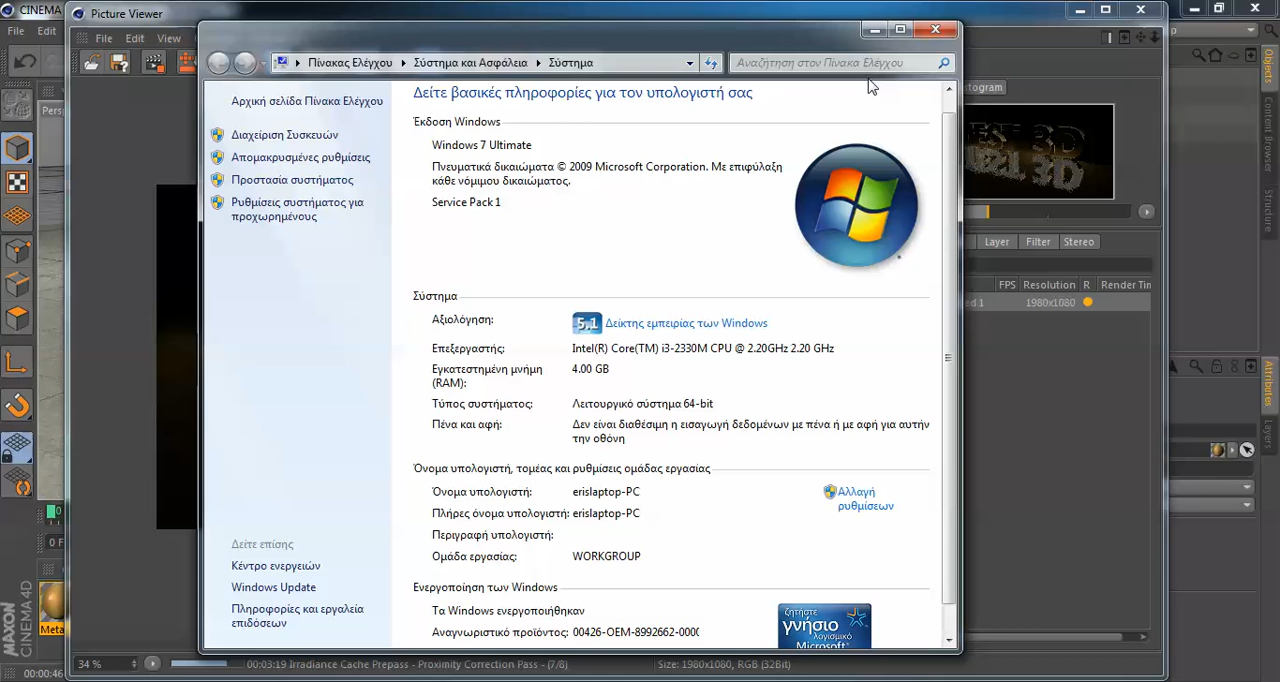 CINEMA
Picture Viewer
File
File Edit View
Πίνακας Ελέγχου Σύστημα και Ασφάλεια Σύστημα
Αναζήτηση στον Πίνακα Ελέγχου
Αρχική σελίδα Πίνακα Ελέγχου
Διαχείριση Συσκευών
Απομακρυσμένες ρυθμίσεις
Προστασία συστήματος
Ρυθμίσεις συστήματος για
προχωρημένους
Δείτε επίσης
Κέντρο ενεργειών
Windows Update
Πληροφορίες και εργαλεία
επιδόσεων
Δείτε βασικές πληροφορίες για τον υπολογιστή σας
Έκδοση Windows
Windows 7 Ultimate
Πνευματικά δικαιώματα © 2009 Microsoft Corporation. Με επιφύλαξη
κάθε νόμιμου δικαιώματος.
Service Pack 1
Σύστημα
Αξιολόγηση: 5,1 Δείκτης εμπειρίας των Windows
Επεξεργαστής: Intel(R) Core(TM) i3-2330M CPU @ 2.20GHz 2.20 GHz
Εγκατεστημένη μνήμη 4.00 GB
(RAM):
Τύπος συστήματος: Λειτουργικό σύστημα 64-bit
Πένα και αφή: Δεν είναι διαθέσιμη η εισαγωγή δεδομένων με πένα ή με αφή για αυτήν
την οθόνη
Όνομα υπολογιστή, τομέας και ρυθμίσεις ομάδας εργασίας
Όνομα υπολογιστή: erislaptop-PC
Αλλαγή
ρυθμίσεων
Πλήρες όνομα υπολογιστή: erislaptop-PC
Περιγραφή υπολογιστή:
Ομάδα εργασίας: WORKGROUP
Ενεργοποίηση των Windows
Τα Windows ενεργοποιήθηκαν
Αναγνωριστικό προϊόντος: 00426-OEM-8992662-0000
ζητήστε
γνήσιο
λογισμικό
Microsoft
Layer Filter Stereo
FPS Resolution R
1980x1080
Objects
Content Browser
Structure
Attributes
Layers
MAXON
CINEMA 4D
34 %
00:03:19 Irradiance Cache Prepass - Proximity Correction Pass - (7/8)
Size: 1980x1080, RGB (32Bit)